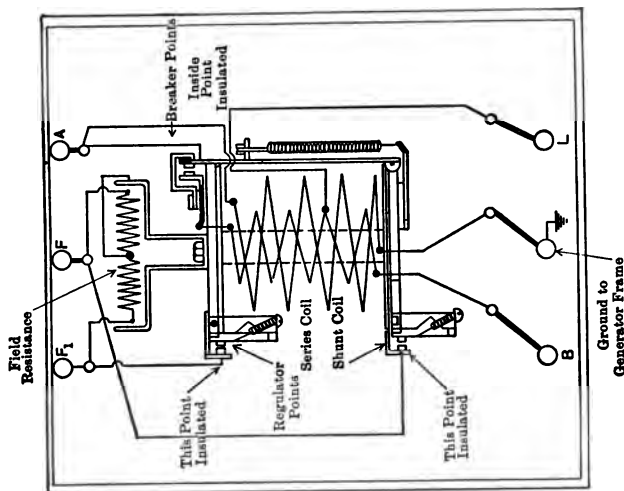 Field
Resistance
F1
F
A
Breaker Points
Inside
Point
Insulated
This Point
Insulated
Regulator
Points
Series Coil
Shunt Coil
This Point
Insulated
B
L
Ground to
Generator Frame